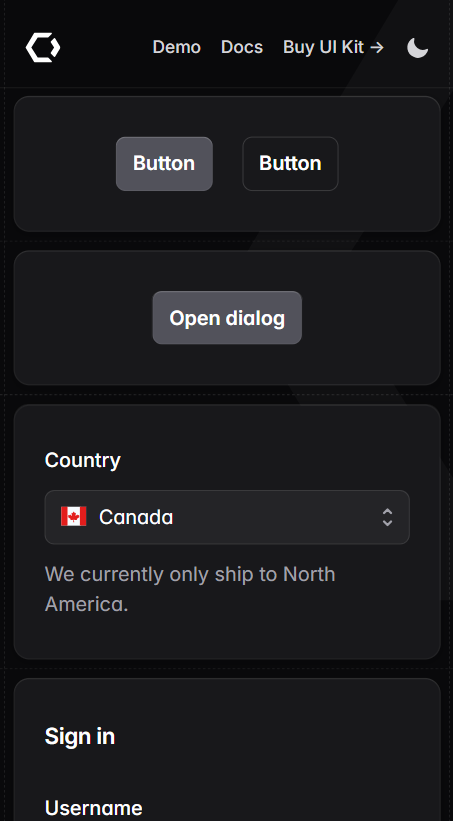 Demo Docs Buy UI Kit →
Button Button
Open dialog
Country
Canada
We currently only ship to North
America.
Sign in
Username